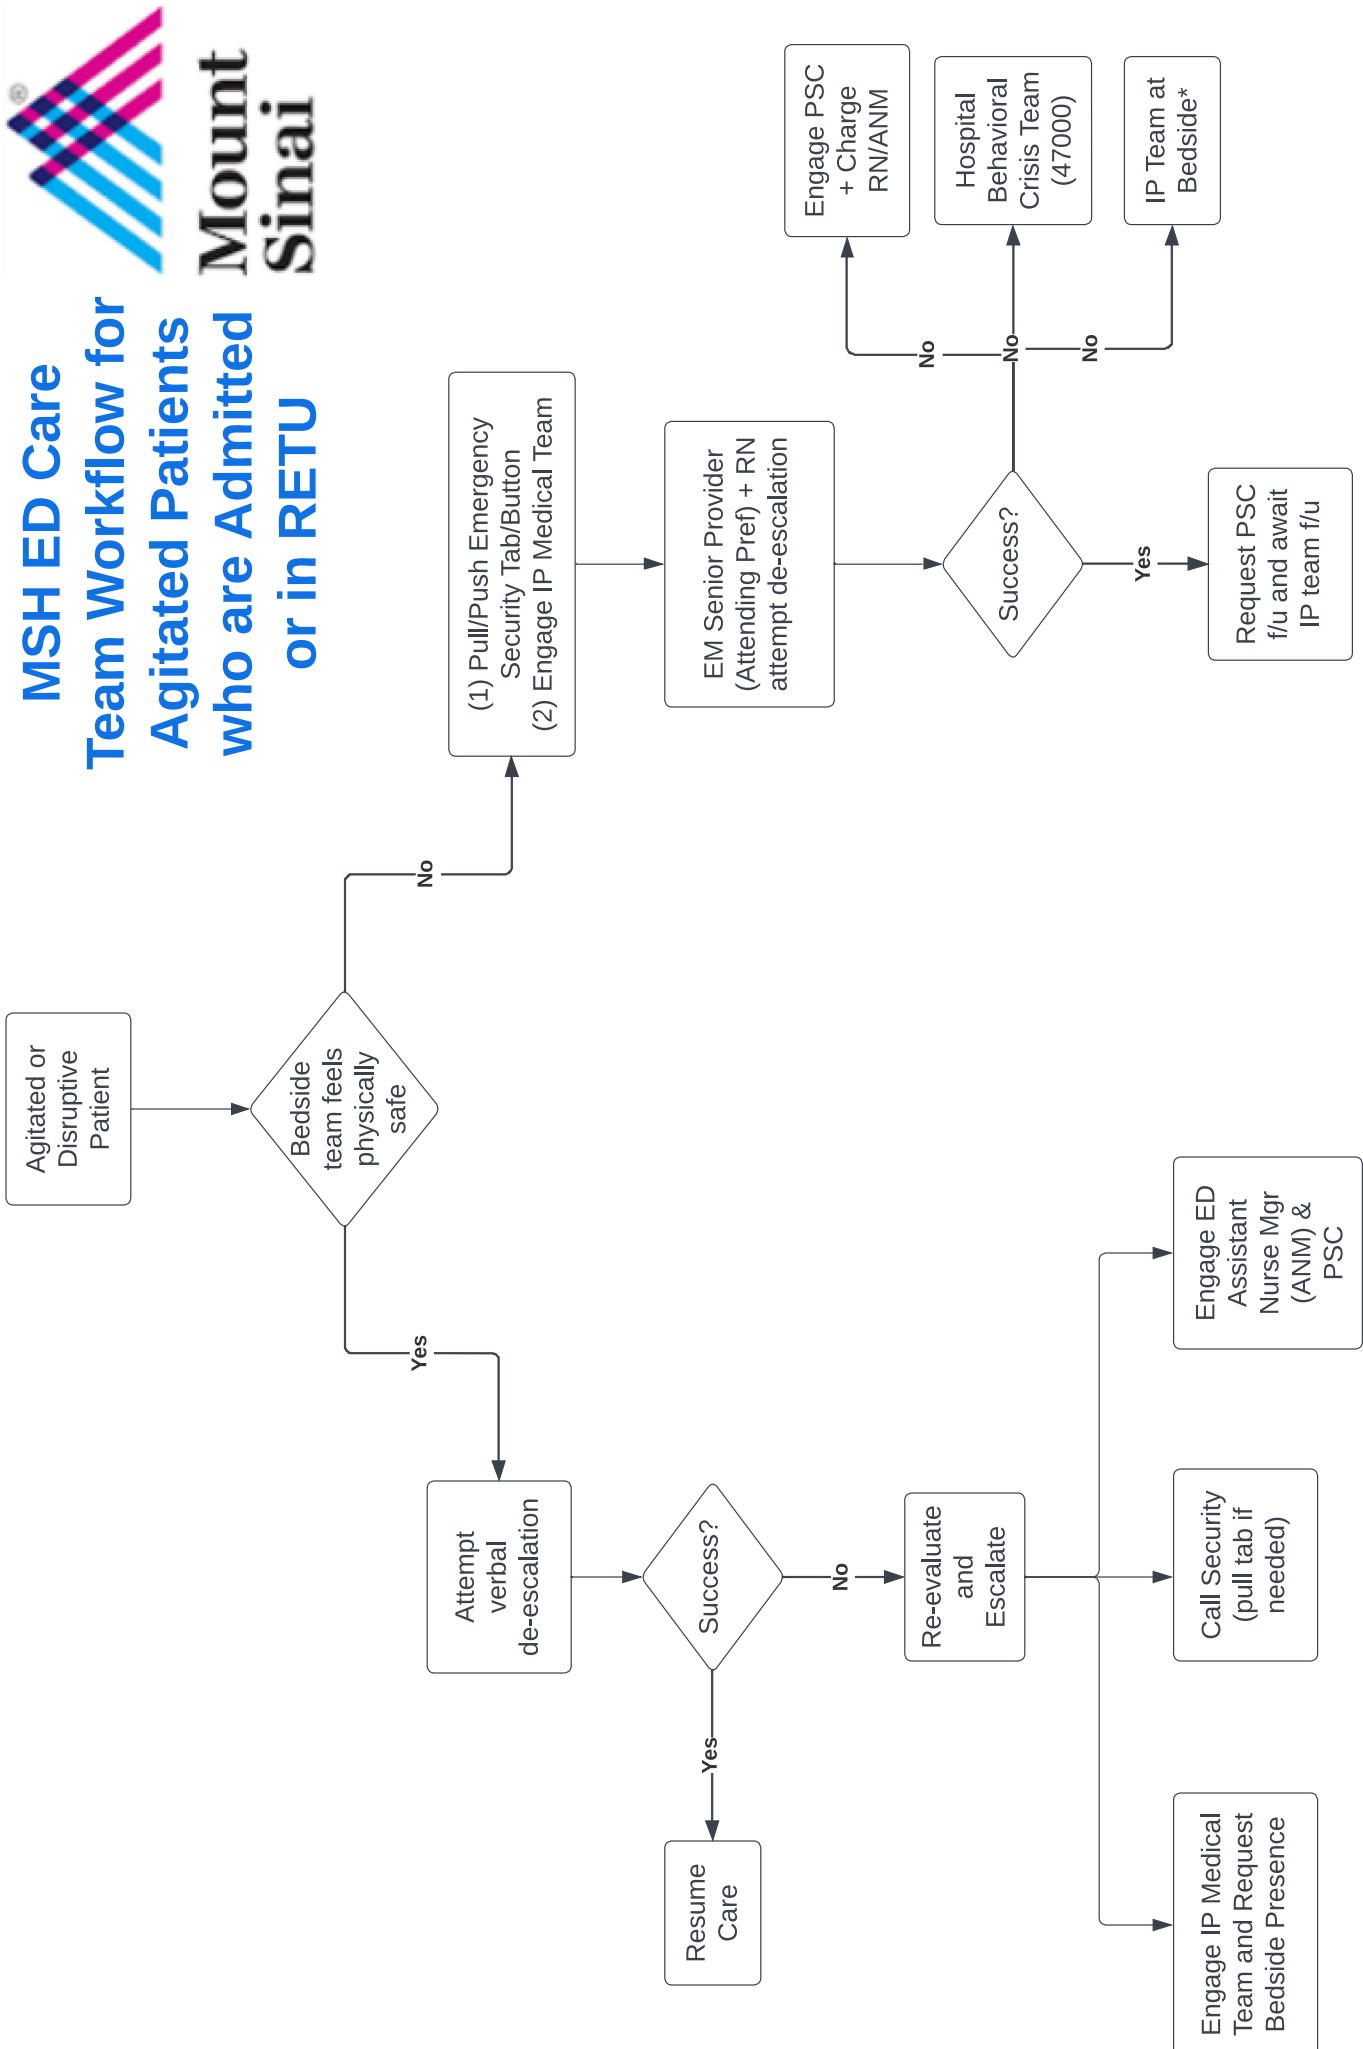 MSH ED Care
Team Workflow for
Agitated Patients
who are Admitted
or in RETU
®
Mount
Sinai
Agitated or
Disruptive
Patient
Bedside
team feels
physically
safe
Yes
No
Attempt
verbal
de-escalation
Success?
Yes
Resume
Care
No
Re-evaluate
and
Escalate
Engage IP Medical
Team and Request
Bedside Presence
Call Security
(pull tab if
needed)
Engage ED
Assistant
Nurse Mgr
(ANM) &
PSC
(1) Pull/Push Emergency
Security Tab/Button
(2) Engage IP Medical Team
EM Senior Provider
(Attending Pref) + RN
attempt de-escalation
Success?
Yes
Request PSC
f/u and await
IP team f/u
No
No
No
Engage PSC
+ Charge
RN/ANM
Hospital
Behavioral
Crisis Team
(47000)
IP Team at
Bedside*